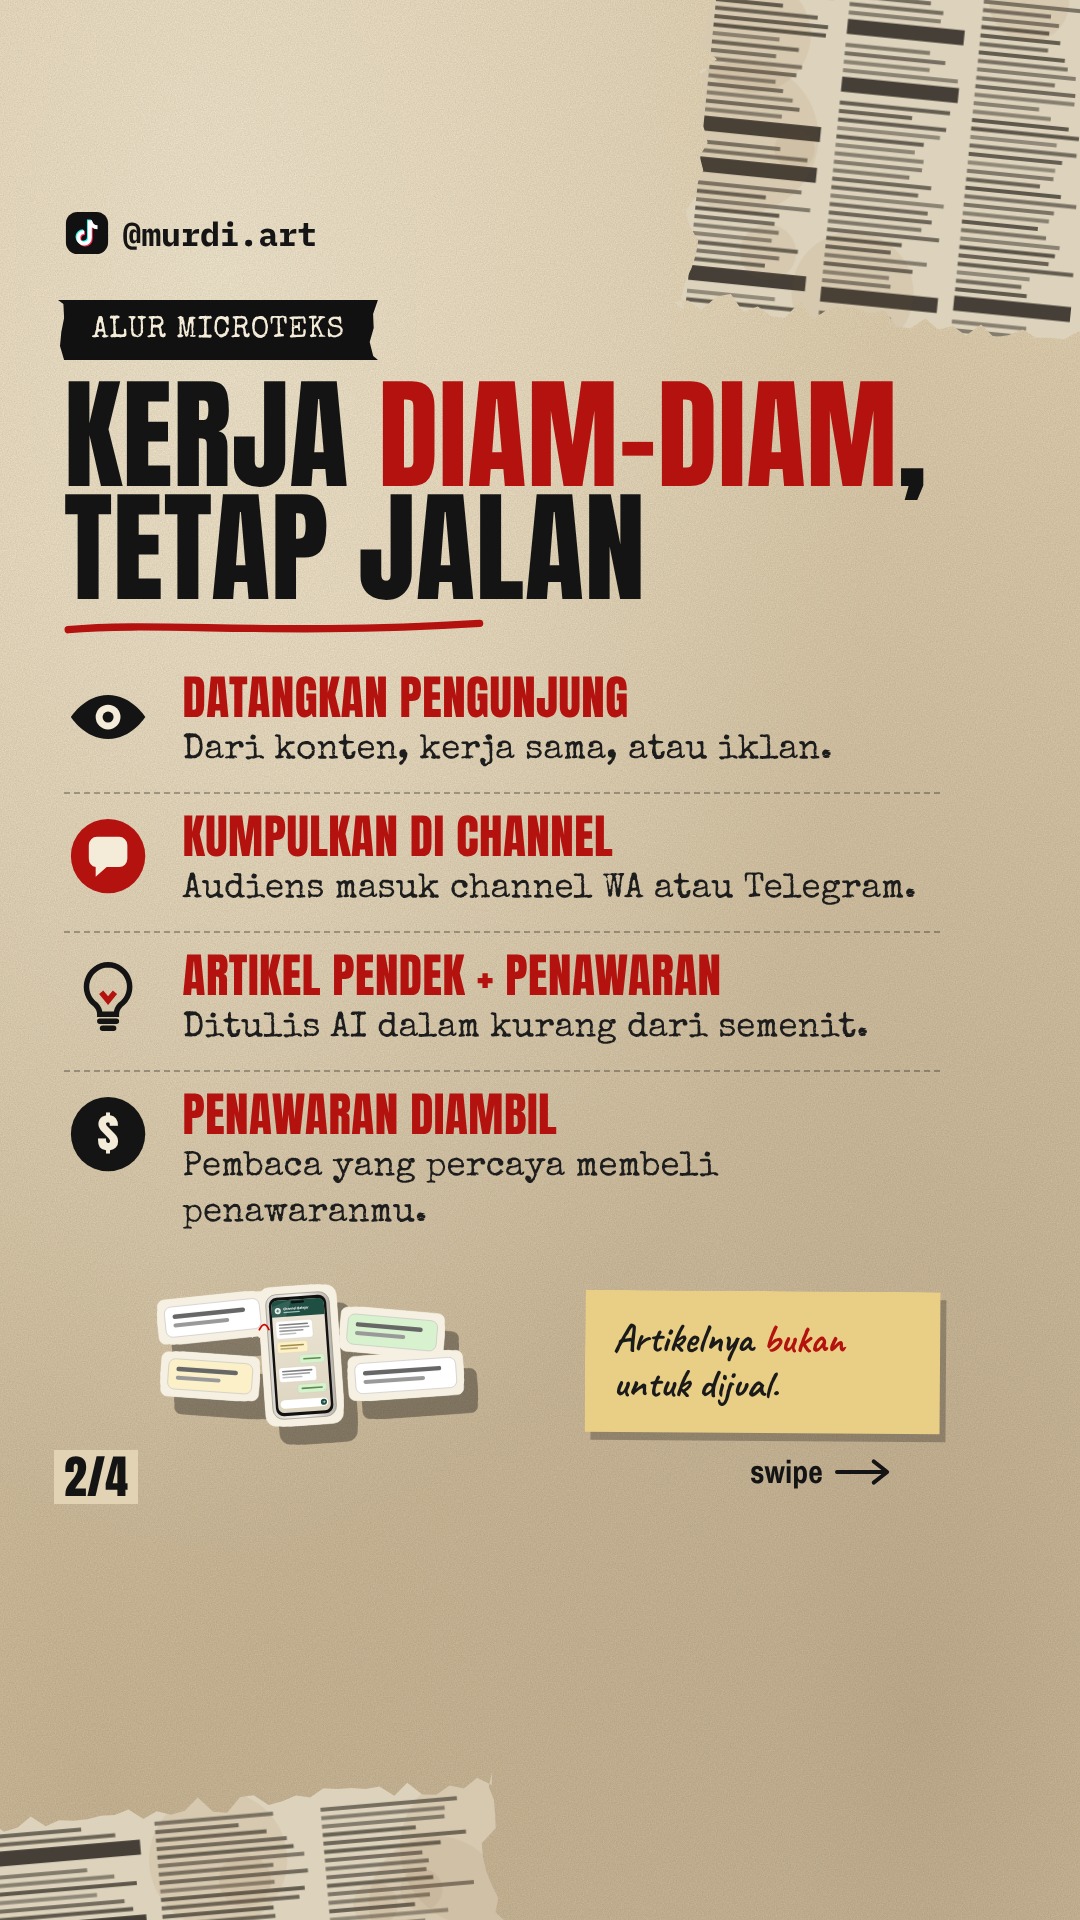 @murdi.art
ALUR MICROTEKS
KERJA DIAM-DIAM,
TETAP JALAN
DATANGKAN PENGUNJUNG
Dari konten, kerja sama, atau iklan.
KUMPULKAN DI CHANNEL
Audiens masuk channel WA atau Telegram.
ARTIKEL PENDEK + PENAWARAN
Ditulis AI dalam kurang dari semenit.
PENAWARAN DIAMBIL
$
Pembaca yang percaya membeli
penawaranmu.
Artikelnya bukan
untuk dijual.
2/4
swipe →